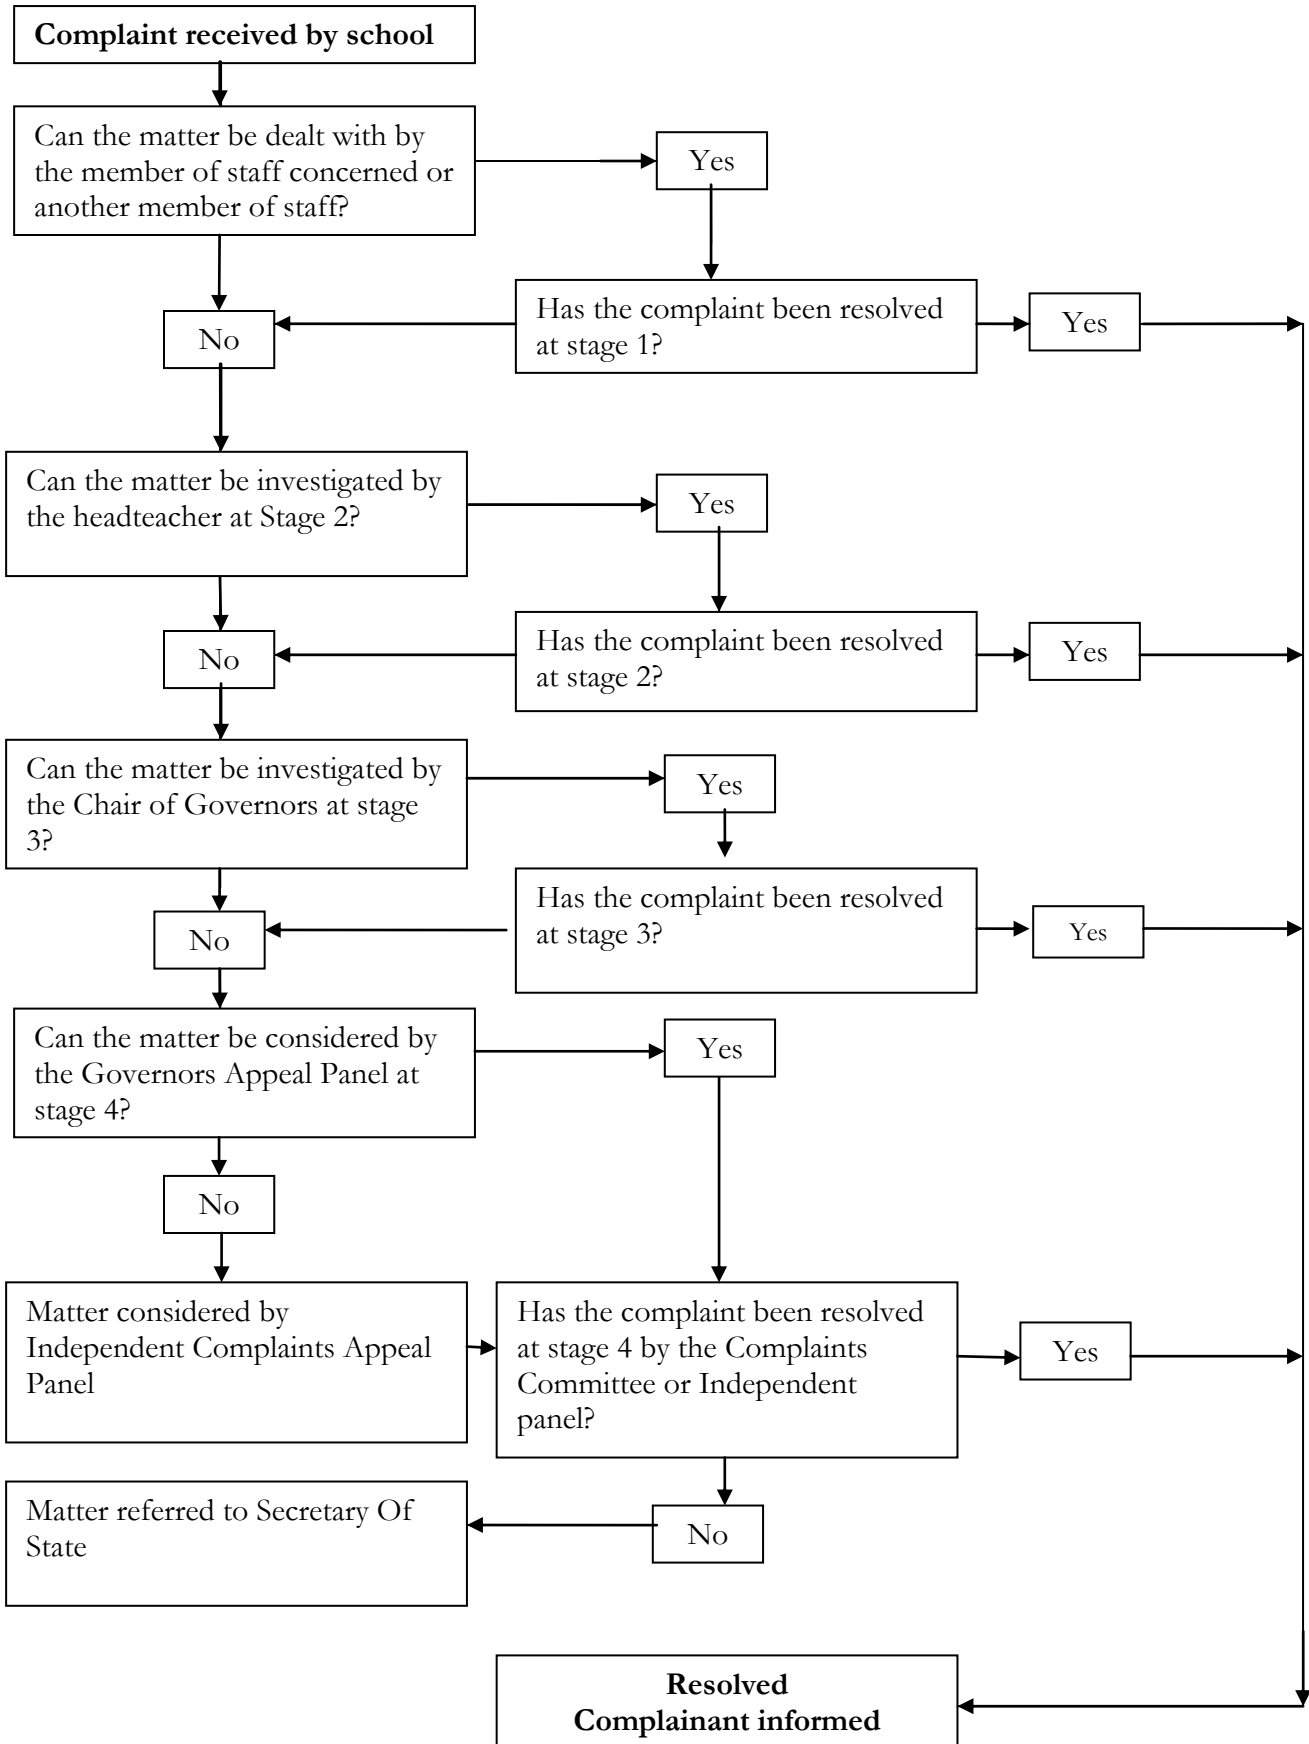 Complaint received by school
Can the matter be dealt with by
the member of staff concerned or
another member of staff?
Yes
Has the complaint been resolved
at stage 1?
Yes
No
Can the matter be investigated by
the headteacher at Stage 2?
Yes
Has the complaint been resolved
at stage 2?
Yes
No
Can the matter be investigated by
the Chair of Governors at stage
3?
Yes
Has the complaint been resolved
at stage 3?
Yes
No
Can the matter be considered by
the Governors Appeal Panel at
stage 4?
Yes
No
Matter considered by
Independent Complaints Appeal
Panel
Has the complaint been resolved
at stage 4 by the Complaints
Committee or Independent
panel?
Yes
No
Matter referred to Secretary Of
State
Resolved
Complainant informed